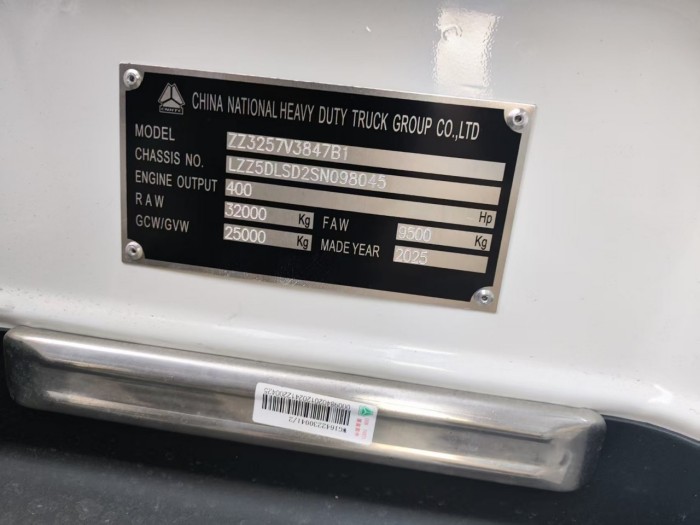 CHINA NATIONAL HEAVY DUTY TRUCK GROUP CO.,LTD
MODEL ZZ3257V3847B1
CHASSIS NO. LZZ5DLSD2SN098045
ENGINE OUTPUT 400 Hp
RAW 32000 Kg FAW 9500 Kg
GCW/GVW 25000 Kg MADE YEAR 2025